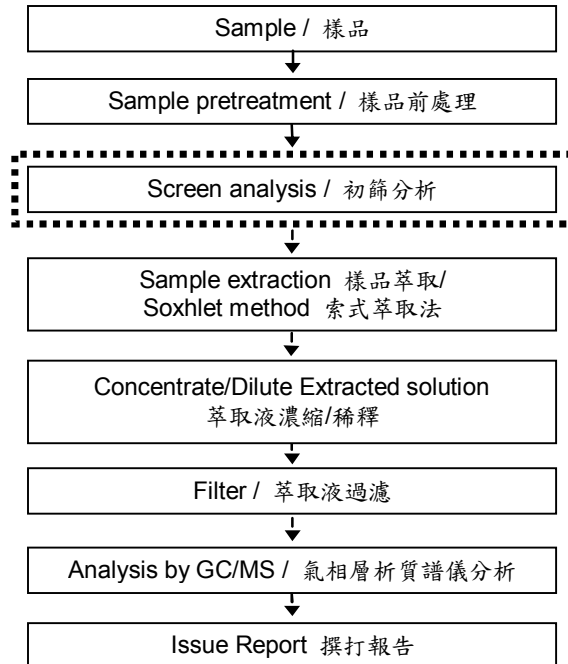 Sample / 樣品
Sample pretreatment / 樣品前處理
Screen analysis / 初篩分析
Sample extraction 樣品萃取/
Soxhlet method 索式萃取法
Concentrate/Dilute Extracted solution
萃取液濃縮/稀釋
Filter / 萃取液過濾
Analysis by GC/MS / 氣相層析質譜儀分析
Issue Report 撰打報告